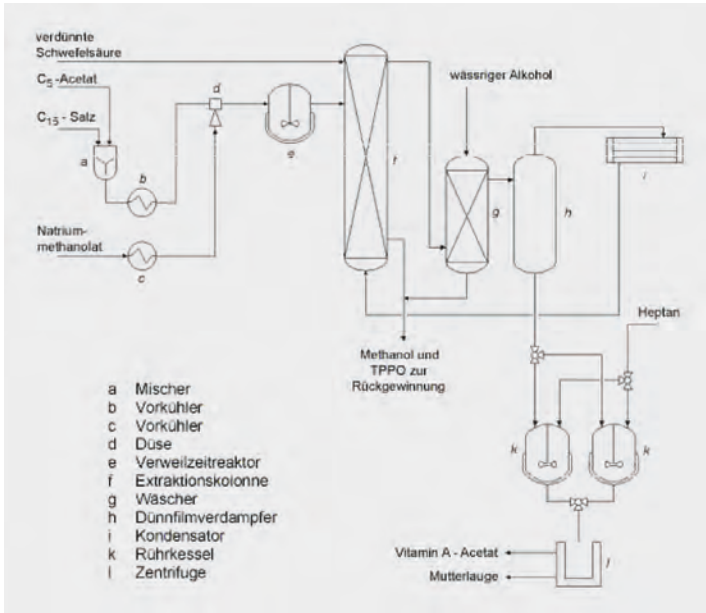 verdünnte
Schwefelsäure
C₅ -Acetat
C₁₅ - Salz
a
b
d
e
Natrium-
methanolat
c
f
wässriger Alkohol
g
h
i
Methanol und
TPPO zur
Rückgewinnung
Heptan
k
k
a Mischer
b Vorkühler
c Vorkühler
d Düse
e Verweilzeitreaktor
f Extraktionskolonne
g Wäscher
h Dünnfilmverdampfer
i Kondensator
k Rührkessel
l Zentrifuge
Vitamin A - Acetat
Mutterlauge
l